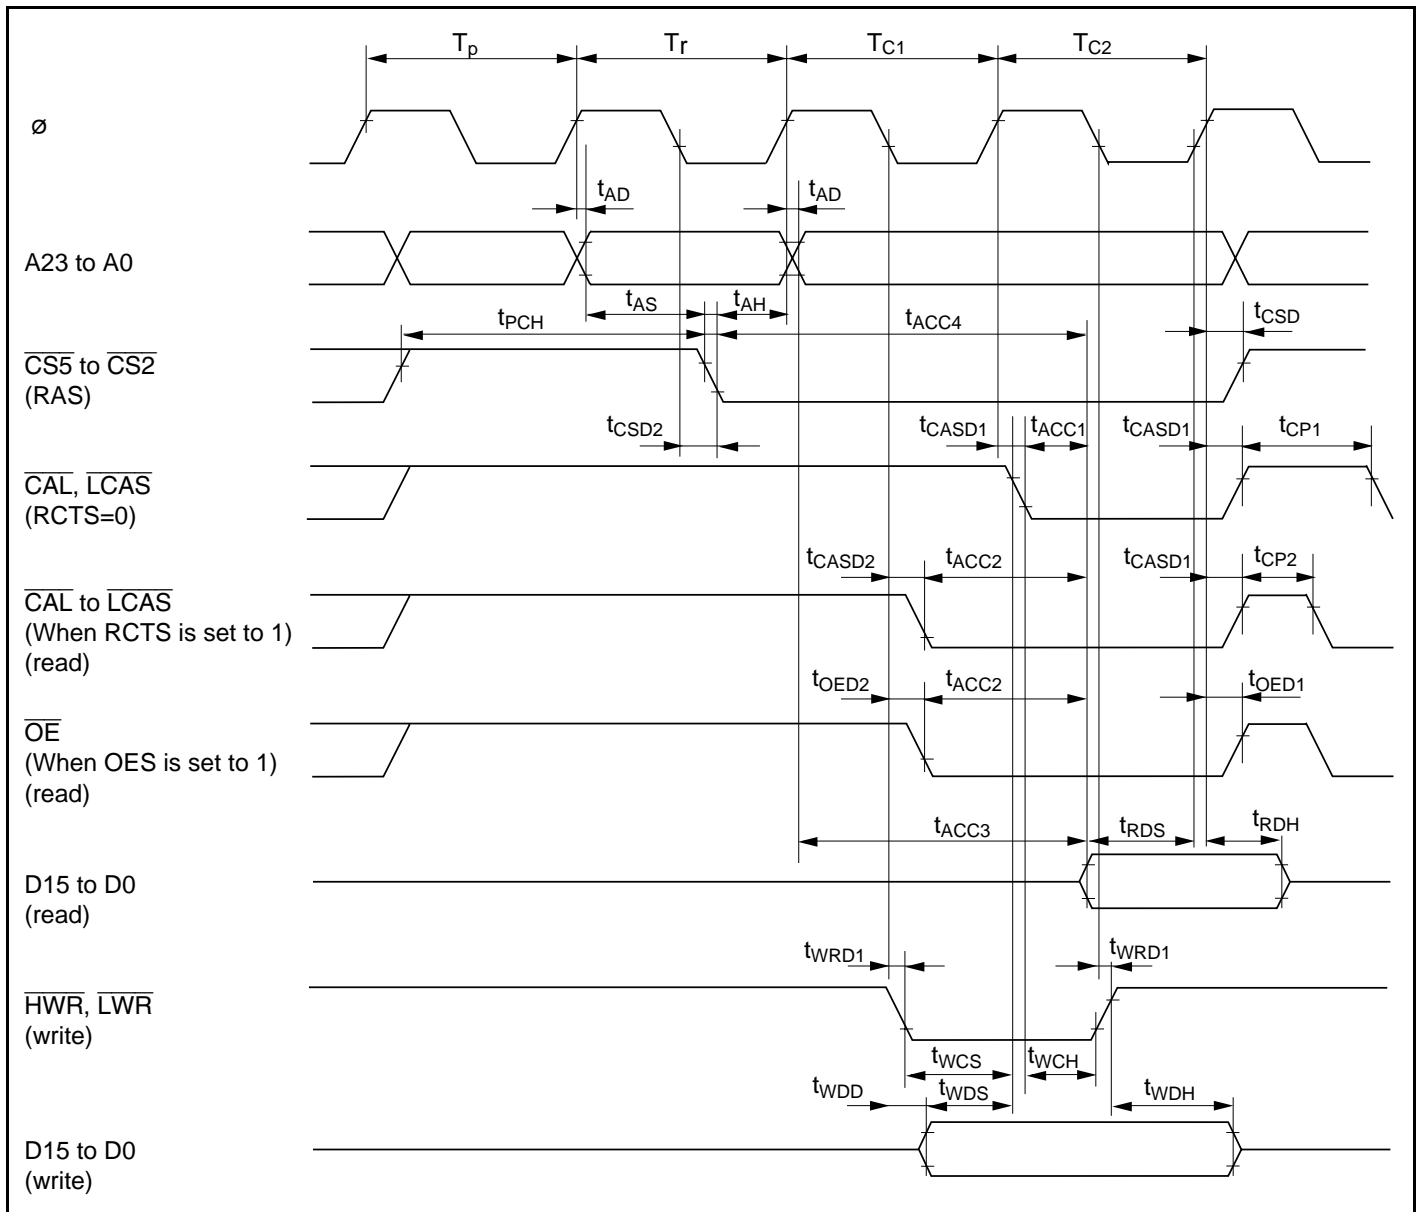 Tp Tr TC1 TC2
ø
tAD tAD
A23 to A0
tAS tAH
tPCH tACC4 tCSD
CS5 to CS2
(RAS)
tCSD2 tCASD1 tACC1 tCASD1 tCP1
CAL, LCAS
(RCTS=0)
tCASD2 tACC2 tCASD1 tCP2
CAL to LCAS
(When RCTS is set to 1)
(read)
tOED2 tACC2 tOED1
OE
(When OES is set to 1)
(read)
tACC3 tRDS tRDH
D15 to D0
(read)
tWRD1 tWRD1
HWR, LWR
(write)
tWCS tWCH
tWDD tWDS tWDH
D15 to D0
(write)